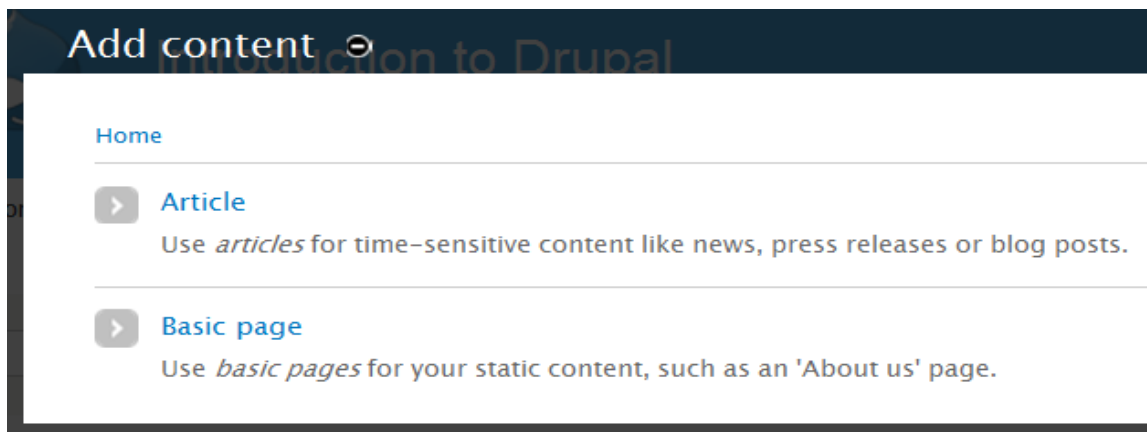 Add content
Introduction to Drupal
Home
Article
Use articles for time-sensitive content like news, press releases or blog posts.
Basic page
Use basic pages for your static content, such as an 'About us' page.